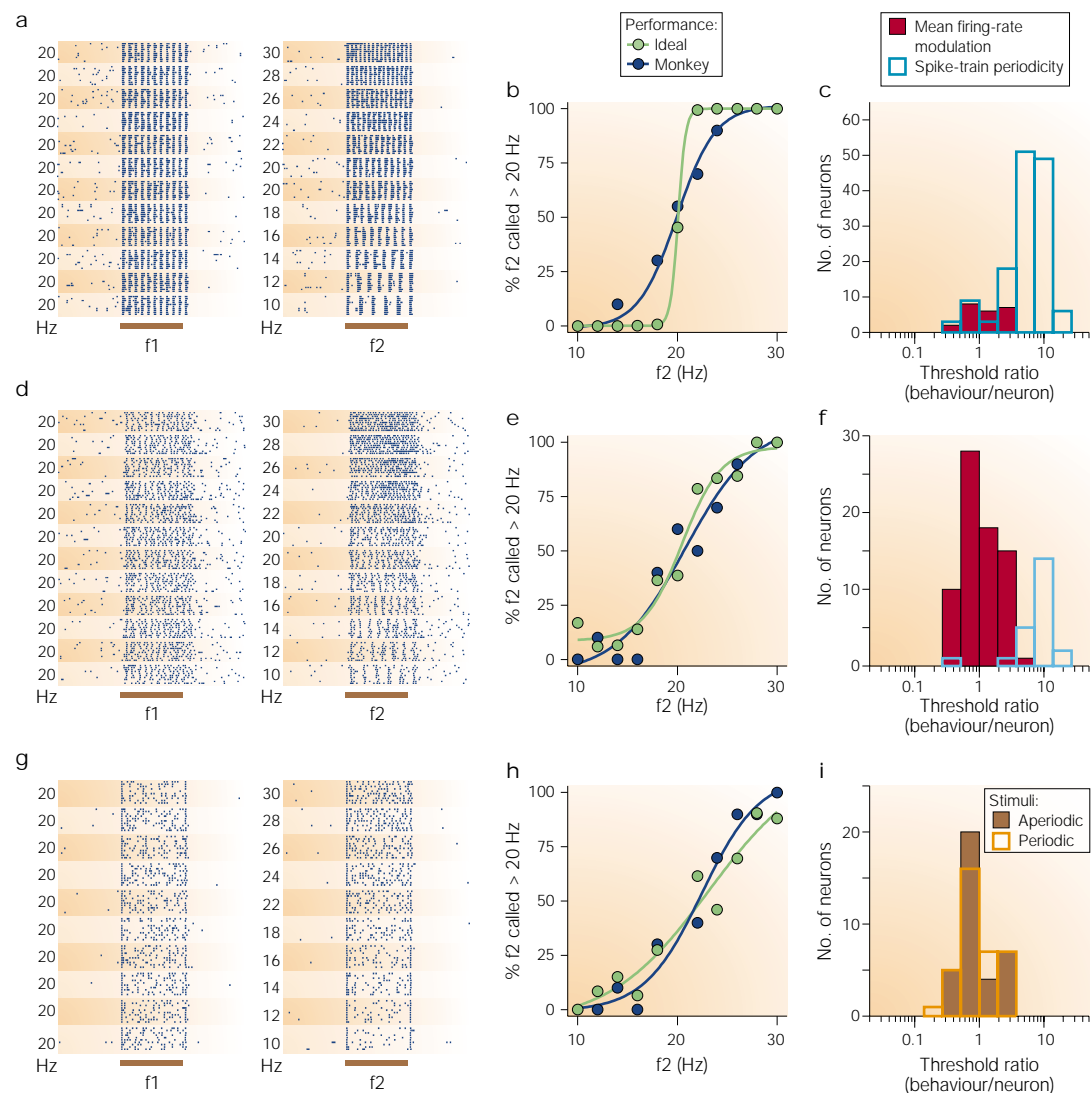 a
20
20
20
20
20
20
20
20
20
20
20
20
Hz
f1
30
28
26
24
22
20
20
18
16
14
12
10
f2
Performance:
Ideal
Monkey
b
% f2 called > 20 Hz
100
75
50
25
0
10 20 30
f2 (Hz)
Mean firing-rate
modulation
Spike-train periodicity
c
No. of neurons
60
50
40
30
20
10
0
0.1 1 10
Threshold ratio
(behaviour/neuron)
d
20
20
20
20
20
20
20
20
20
20
20
20
Hz
f1
30
28
26
24
22
20
20
18
16
14
12
10
f2
e
% f2 called > 20 Hz
100
75
50
25
0
10 20 30
f2 (Hz)
f
No. of neurons
30
20
10
0
0.1 1 10
Threshold ratio
(behaviour/neuron)
g
20
20
20
20
20
20
20
20
20
20
Hz
f1
30
28
26
24
22
18
16
14
12
10
f2
h
% f2 called > 20 Hz
100
75
50
25
0
10 20 30
f2 (Hz)
i
Stimuli:
Aperiodic
Periodic
No. of neurons
20
10
0
0.1 1 10
Threshold ratio
(behaviour/neuron)